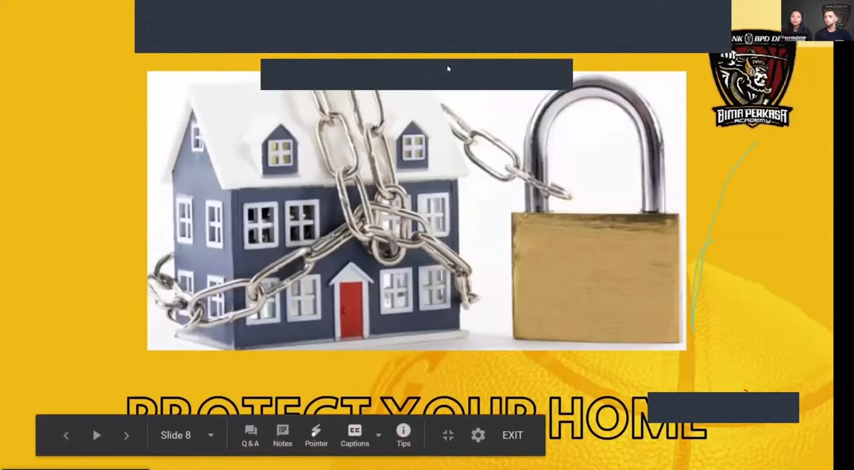 BIMA PERKASA
ACADEMY
PROTECT YOUR HOME
Slide 8
Q & A
Notes
Pointer
Captions
Tips
EXIT